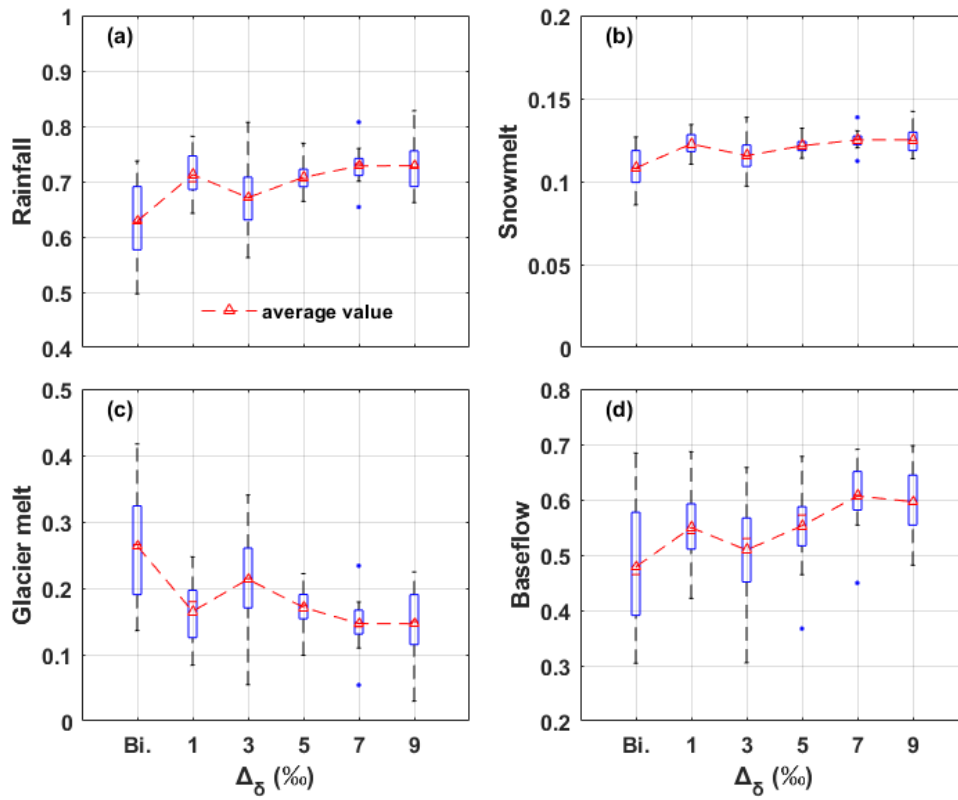 (a)
1
0.9
0.8
0.7
0.6
0.5
0.4
Rainfall
average value
(b)
0.2
0.15
0.1
0.05
0
Snowmelt
(c)
0.5
0.4
0.3
0.2
0.1
0
Glacier melt
Bi. 1 3 5 7 9
Δδ (‰)
(d)
0.8
0.7
0.6
0.5
0.4
0.3
0.2
Baseflow
Bi. 1 3 5 7 9
Δδ (‰)